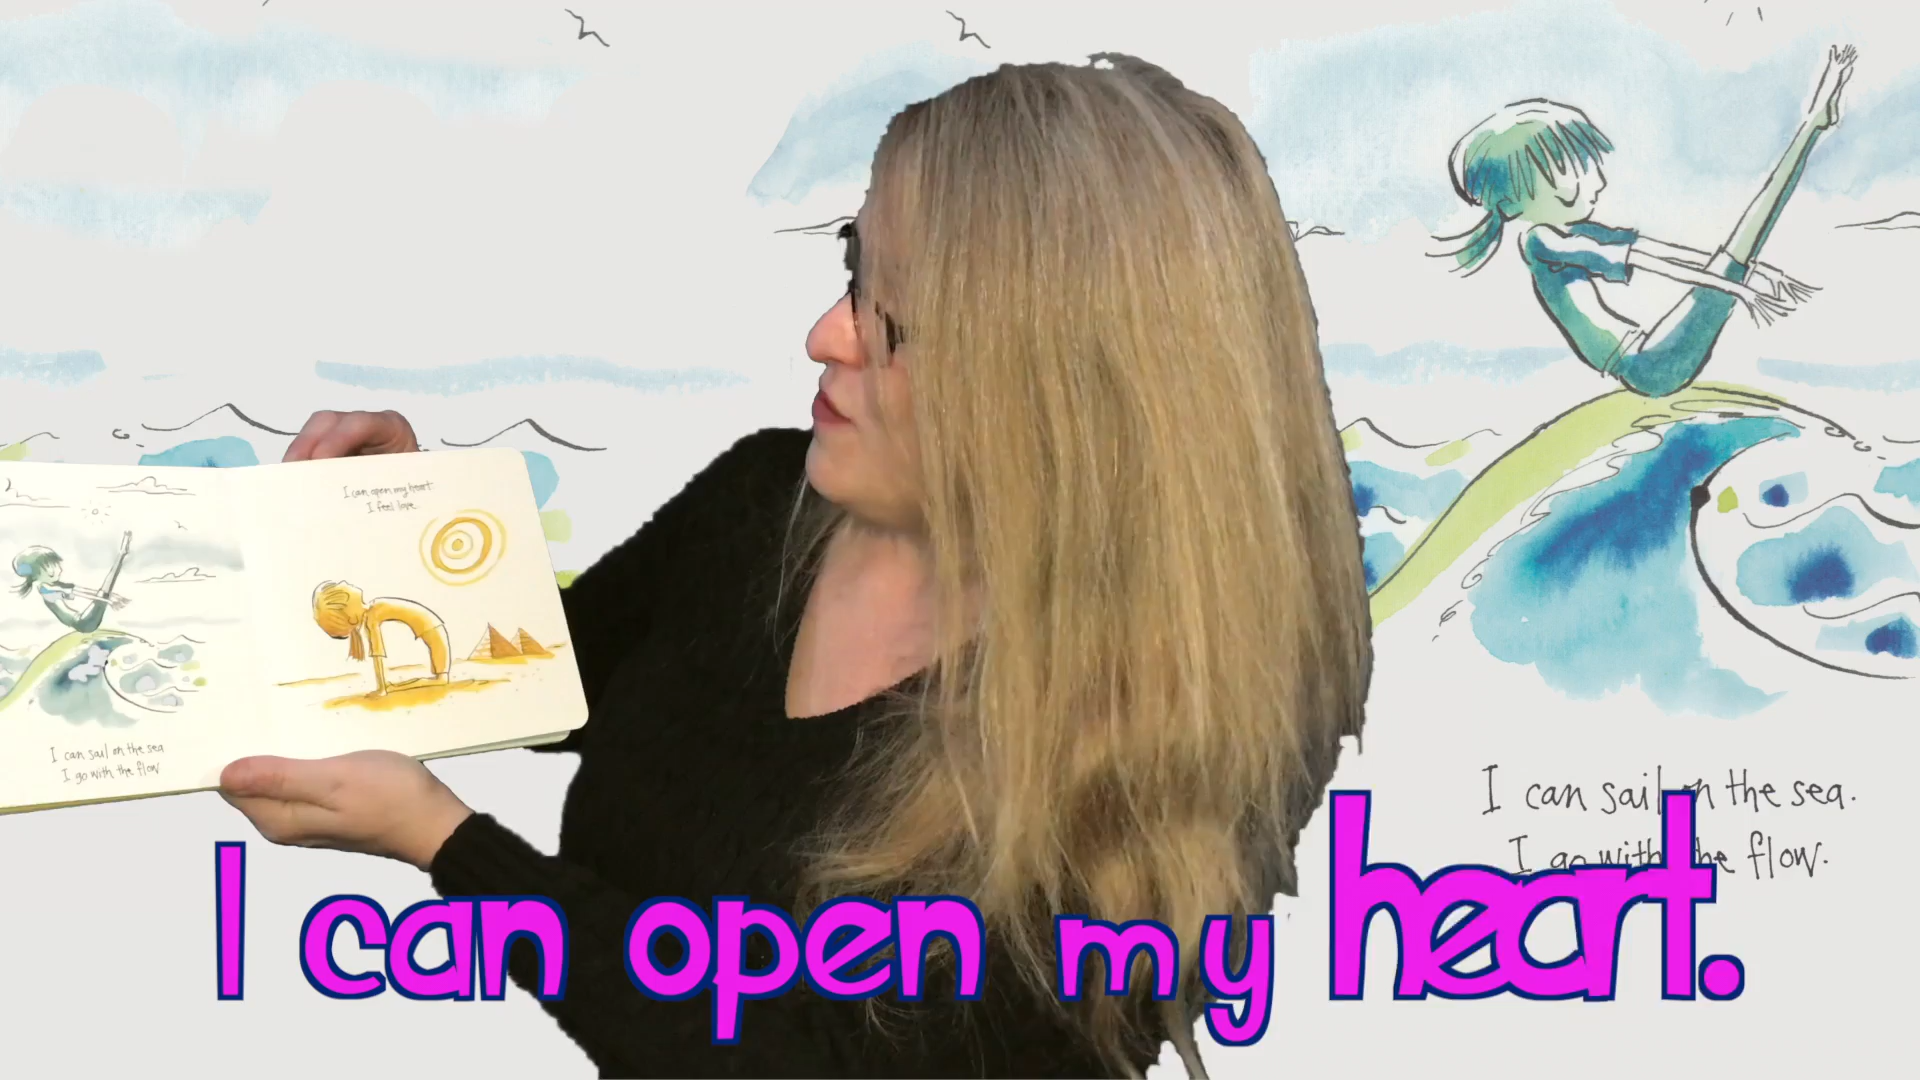 I can open my heart.
I feel love.
I can sail on the sea
I go with the flow
I can sail on the sea.
I go with the flow.
I can open my heart.